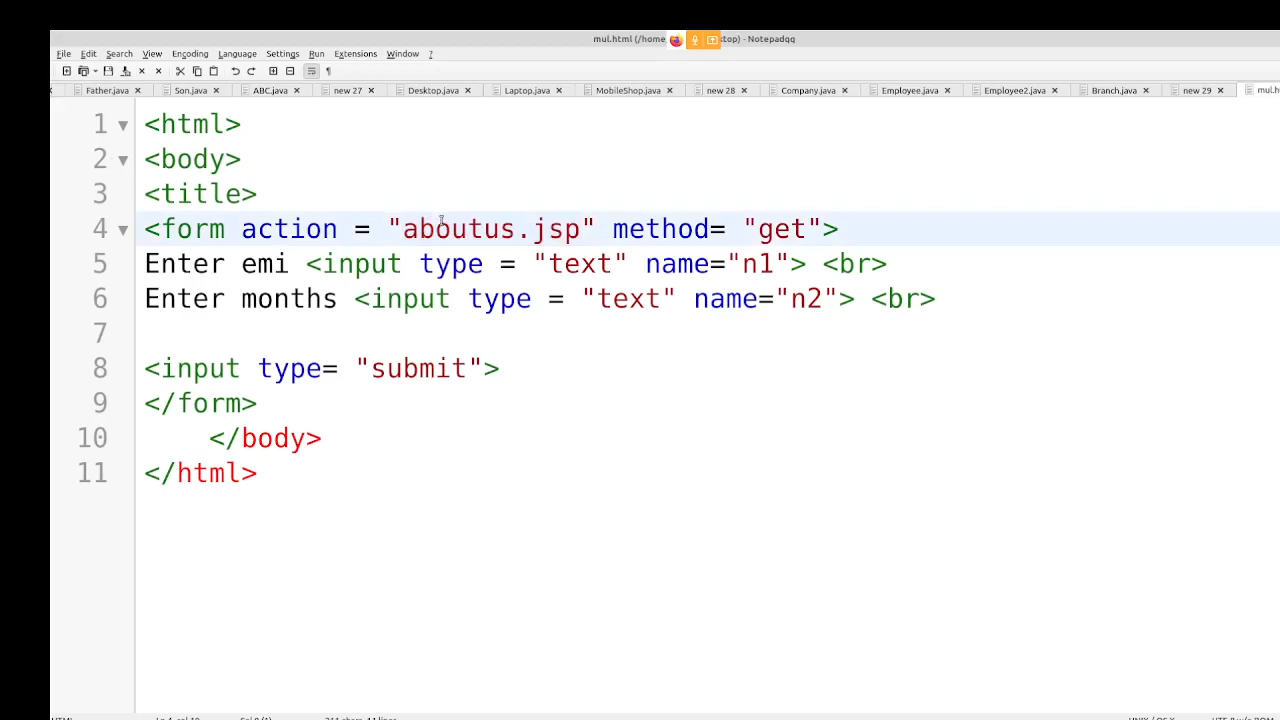 mul.html (/home, ktop) - Notepadqq
File Edit Search View Encoding Language Settings Run Extensions Window ?
Father.java Son.java ABC.java new 27 Desktop.java Laptop.java MobileShop.java new 28 Company.java Employee.java Employee2.java Branch.java new 29 mul.h
1 <html>
2 <body>
3 <title>
4 <form action = "aboutus.jsp" method= "get">
5 Enter emi <input type = "text" name="n1"> <br>
6 Enter months <input type = "text" name="n2"> <br>
7
8 <input type= "submit">
9 </form>
10 </body>
11 </html>